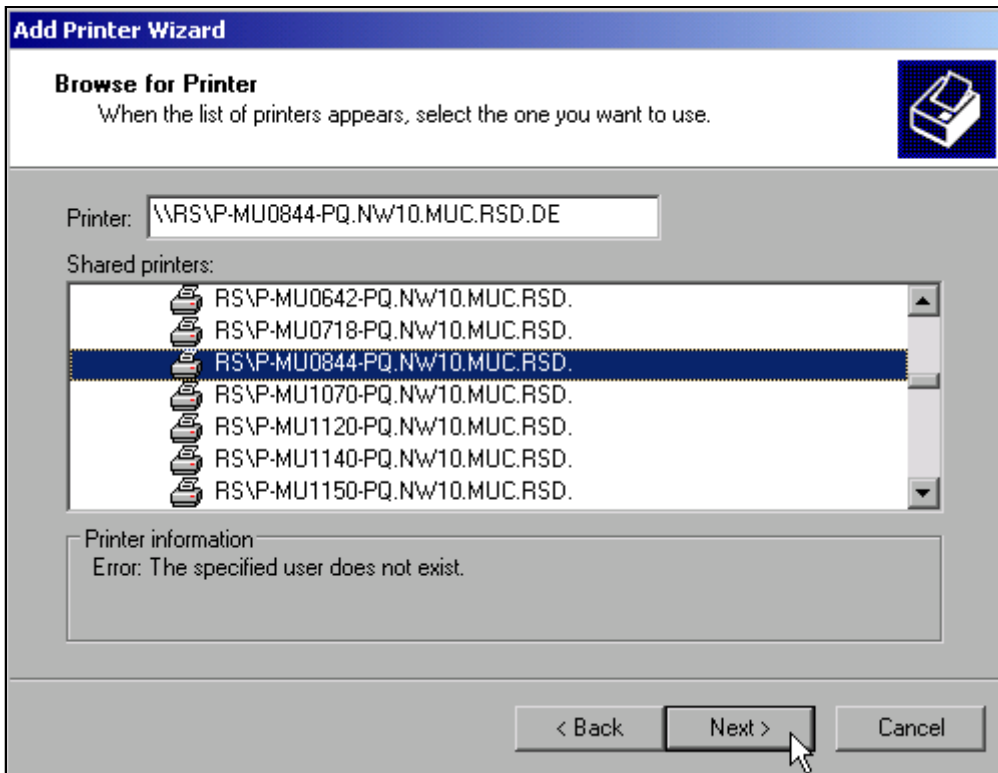 Add Printer Wizard
Browse for Printer
When the list of printers appears, select the one you want to use.
Printer: \\RS\P-MU0844-PQ.NW10.MUC.RSD.DE
Shared printers:
RS\P-MU0642-PQ.NW10.MUC.RSD.
RS\P-MU0718-PQ.NW10.MUC.RSD.
RS\P-MU0844-PQ.NW10.MUC.RSD.
RS\P-MU1070-PQ.NW10.MUC.RSD.
RS\P-MU1120-PQ.NW10.MUC.RSD.
RS\P-MU1140-PQ.NW10.MUC.RSD.
RS\P-MU1150-PQ.NW10.MUC.RSD.
Printer information
Error: The specified user does not exist.
< Back Next > Cancel